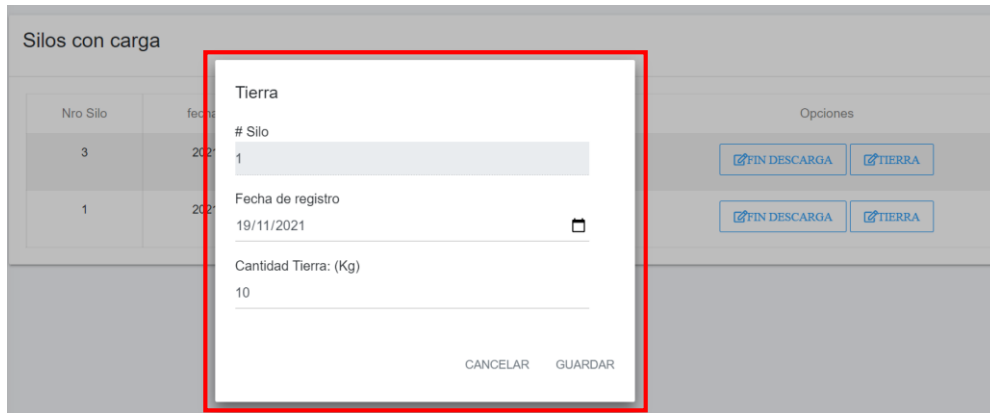 Silos con carga
Tierra
# Silo
1
Fecha de registro
19/11/2021
Cantidad Tierra: (Kg)
10
CANCELAR GUARDAR
Nro Silo Opciones
3 FIN DESCARGA TIERRA
1 FIN DESCARGA TIERRA